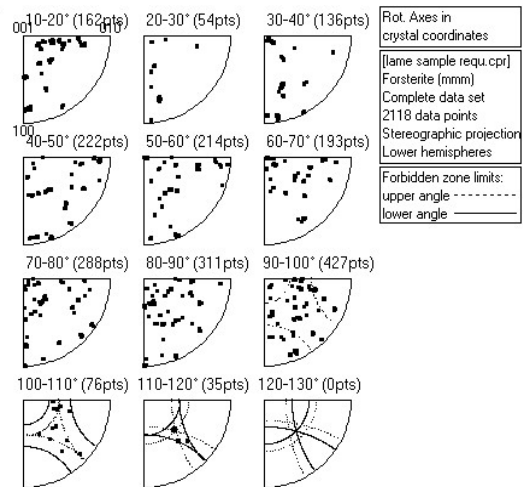 10-20° (162pts)
20-30° (54pts)
30-40° (136pts)
001
010
100
40-50° (222pts)
50-60° (214pts)
60-70° (193pts)
70-80° (288pts)
80-90° (311pts)
90-100° (427pts)
100-110° (76pts)
110-120° (35pts)
120-130° (0pts)
Rot. Axes in
crystal coordinates
[lame sample requ.cpr]
Forsterite (mmm)
Complete data set
2118 data points
Stereographic projection
Lower hemispheres
Forbidden zone limits:
upper angle
lower angle